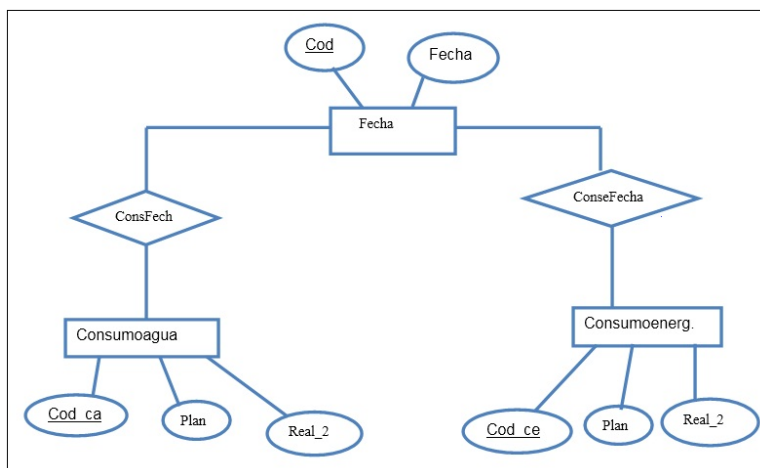 Cod
Fecha
Fecha
ConsFech
ConseFecha
Consumoagua
Consumoenerg.
Cod_ca
Plan
Real_2
Cod_ce
Plan
Real_2